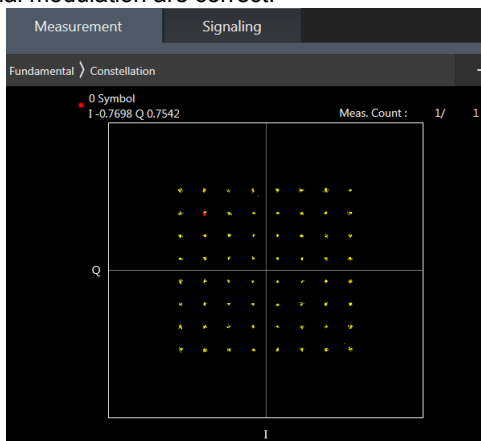 al modulation are correct.
Measurement Signaling
Fundamental 〉 Constellation
0 Symbol
I -0.7698 Q 0.7542 Meas. Count : 1/ 1
Q
I